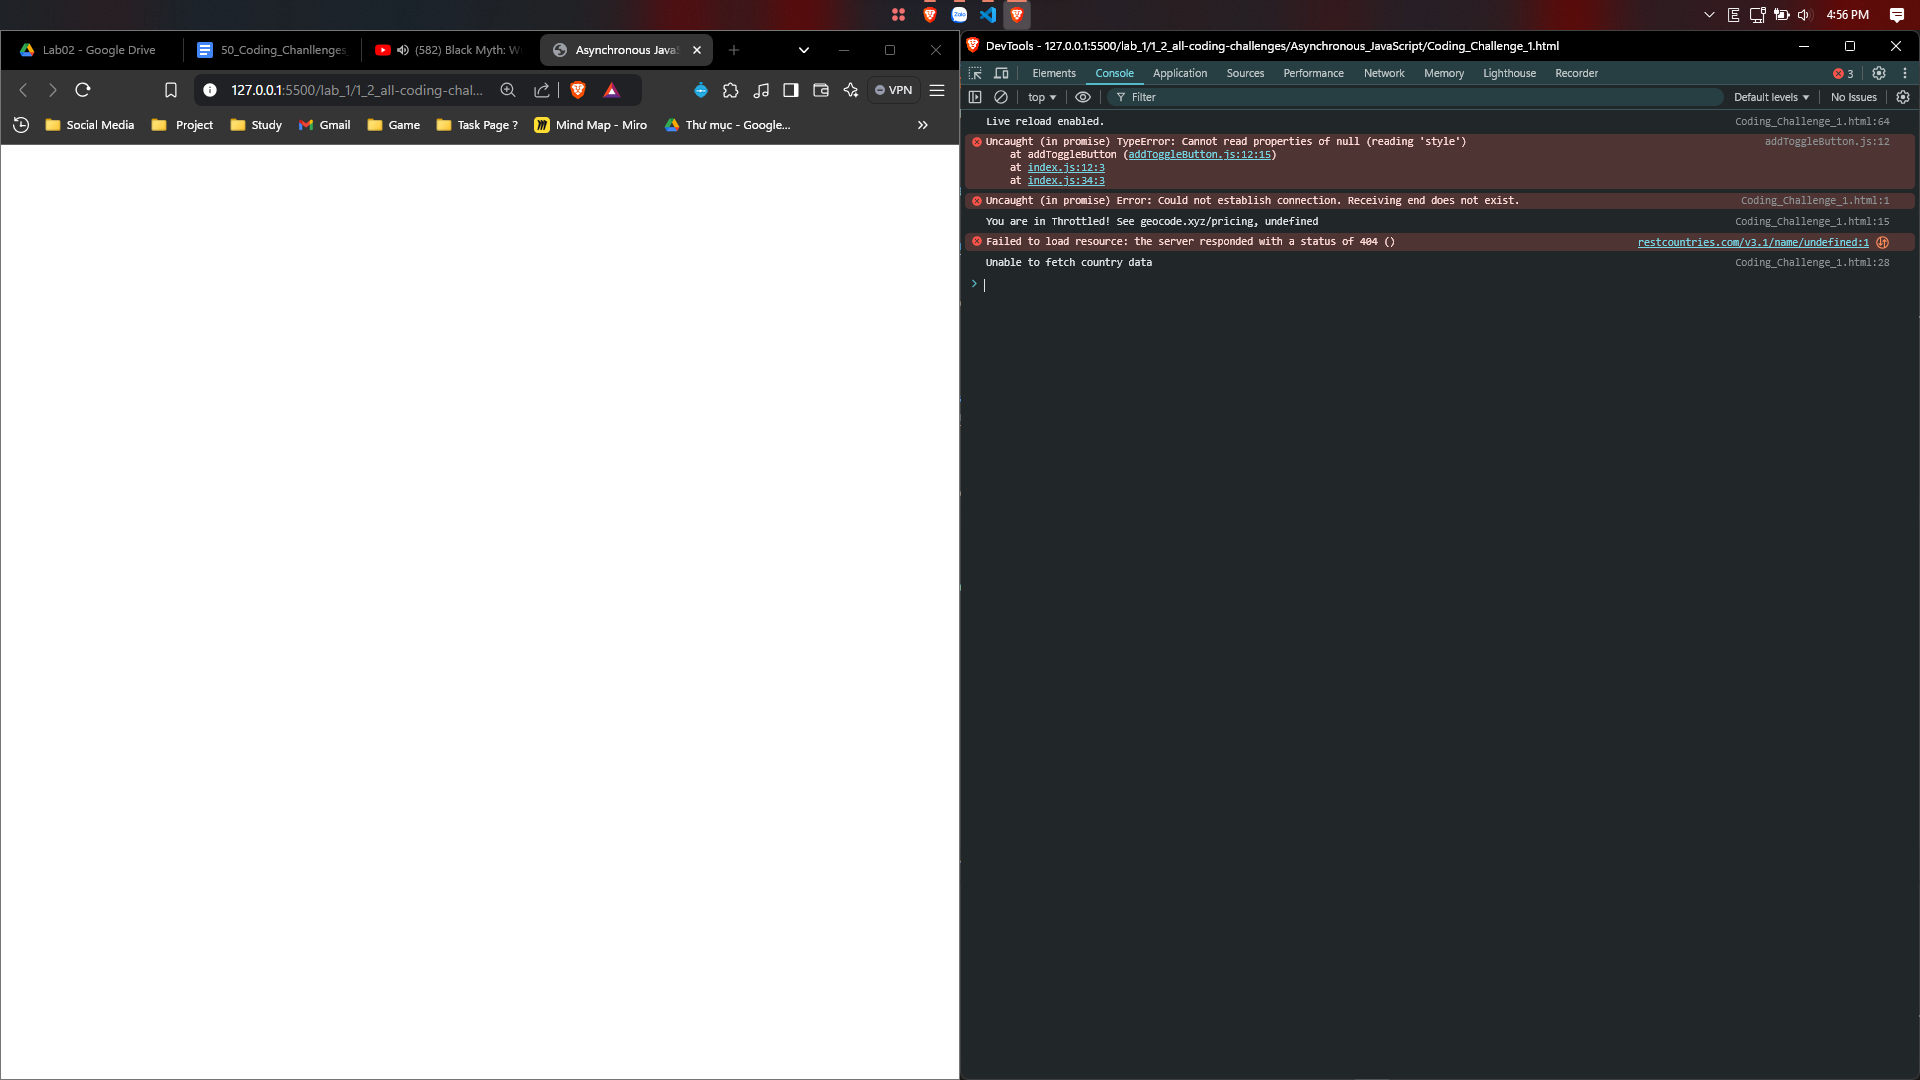 Zalo
4:56 PM
Lab02 - Google Drive
50_Coding_Chanllenges
(582) Black Myth: W
Asynchronous JavaS
127.0.0.1:5500/lab_1/1_2_all-coding-chal...
VPN
Social Media
Project
Study
Gmail
Game
Task Page ?
Mind Map - Miro
Thư mục - Google...
DevTools - 127.0.0.1:5500/lab_1/1_2_all-coding-challenges/Asynchronous_JavaScript/Coding_Challenge_1.html
Elements
Console
Application
Sources
Performance
Network
Memory
Lighthouse
Recorder
3
top
Filter
Default levels
No Issues
Live reload enabled. Coding_Challenge_1.html:64
Uncaught (in promise) TypeError: Cannot read properties of null (reading 'style') addToggleButton.js:12
at addToggleButton (addToggleButton.js:12:15)
at index.js:12:3
at index.js:34:3
Uncaught (in promise) Error: Could not establish connection. Receiving end does not exist. Coding_Challenge_1.html:1
You are in Throttled! See geocode.xyz/pricing, undefined Coding_Challenge_1.html:15
Failed to load resource: the server responded with a status of 404 () restcountries.com/v3.1/name/undefined:1
Unable to fetch country data Coding_Challenge_1.html:28